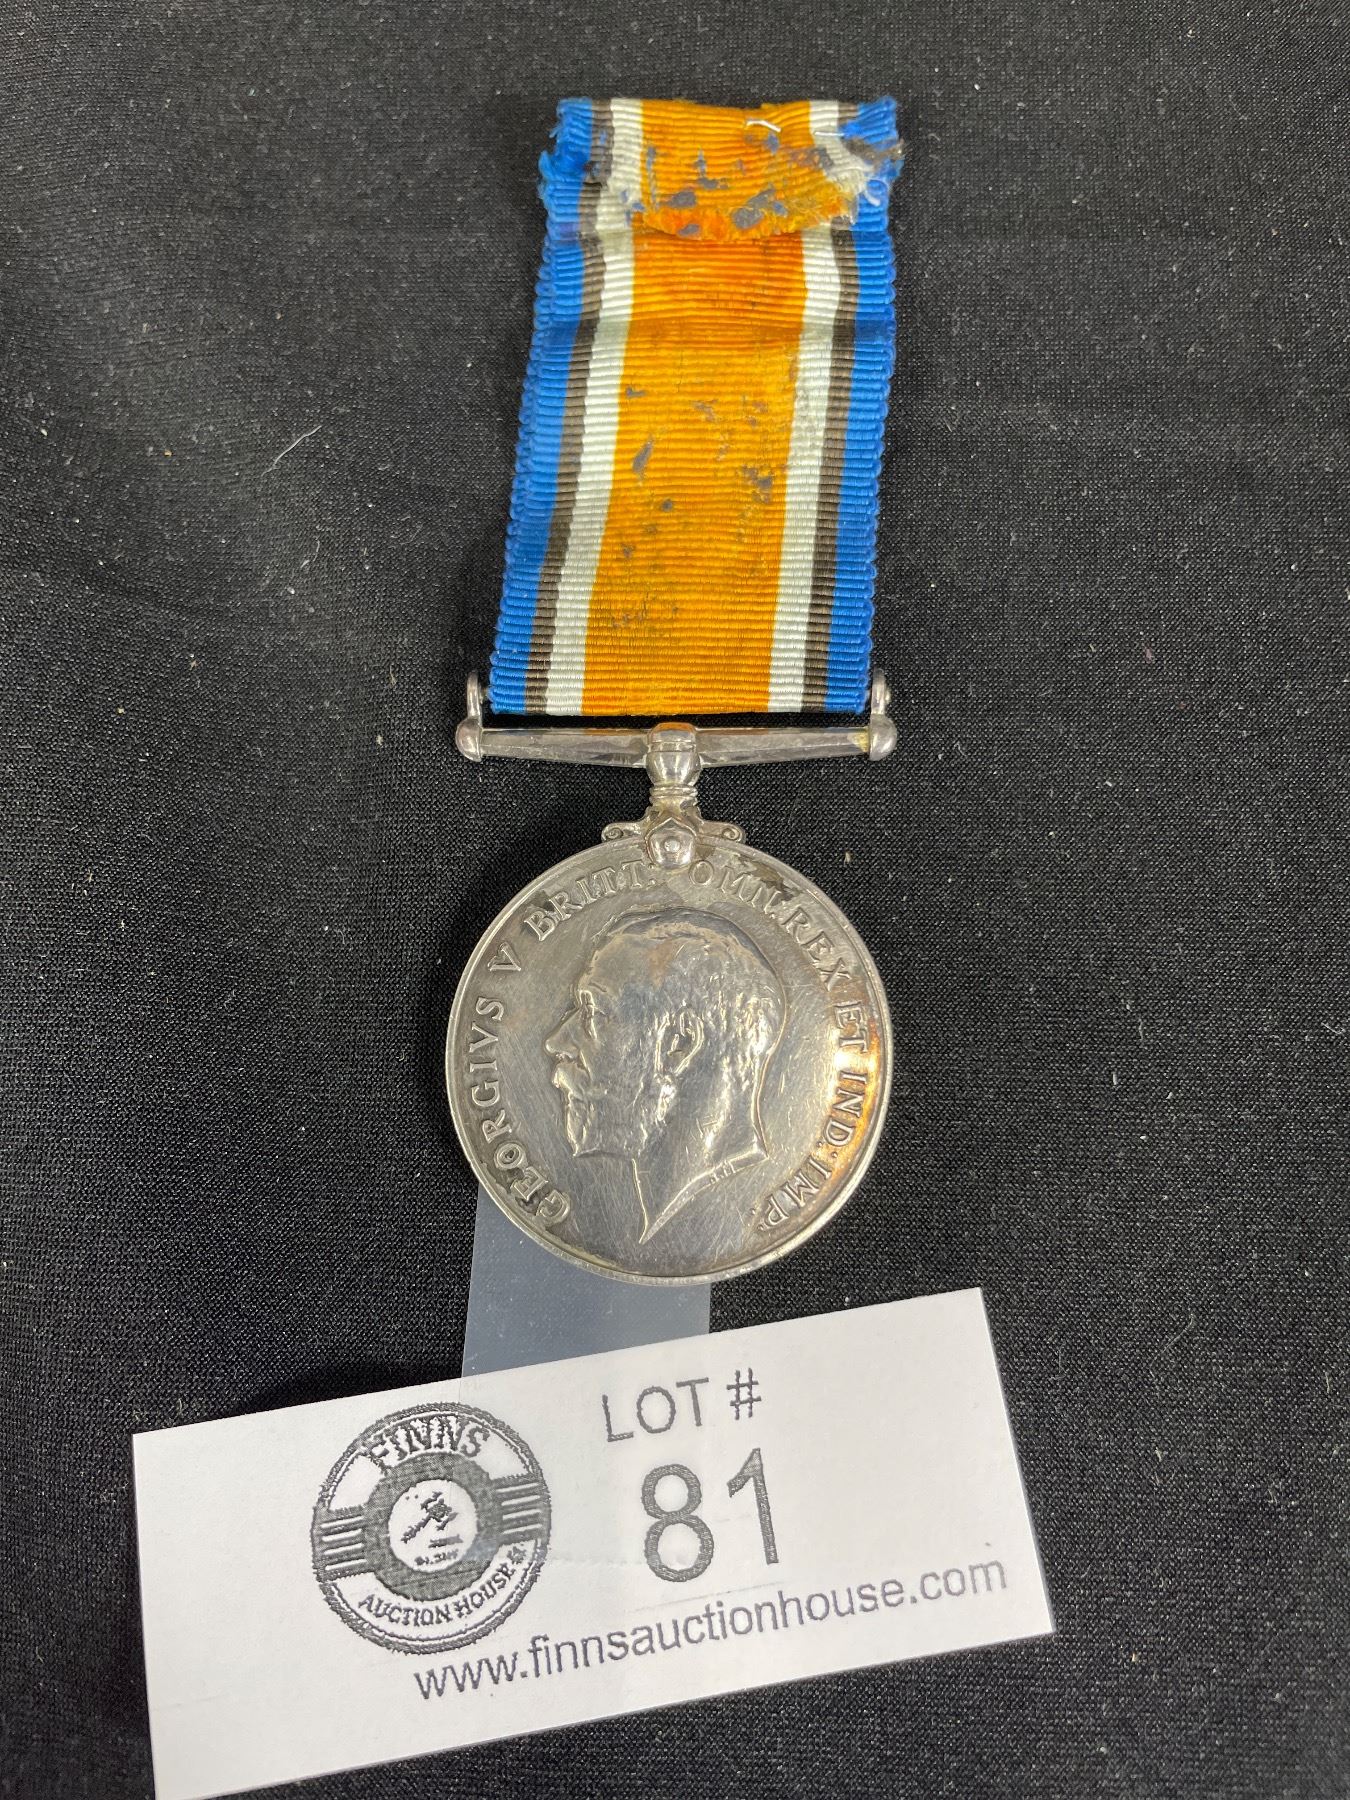 GEORGIVS V BRITT: OMN: REX ET IND: IMP:
LOT #
81
FINNS
AUCTION HOUSE
www.finnsauctionhouse.com